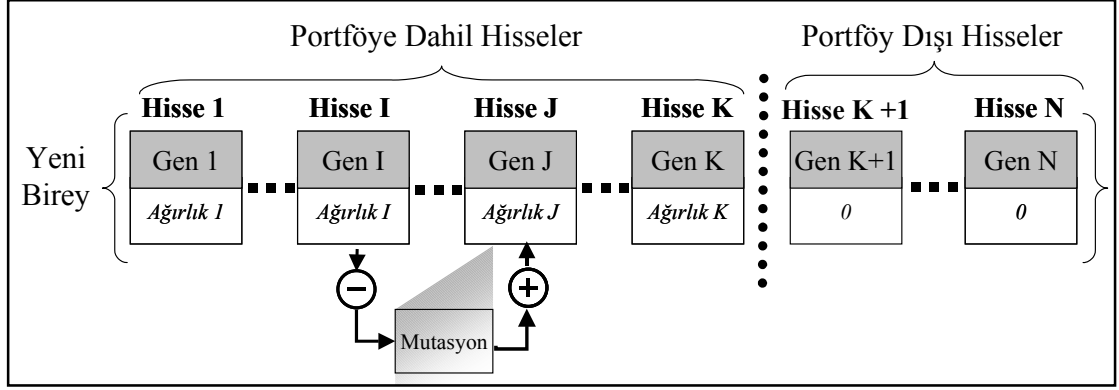 Portföye Dahil Hisseler
Portföy Dışı Hisseler
Hisse 1 Hisse I Hisse J Hisse K Hisse K +1 Hisse N
Yeni Birey
Gen 1 Gen I Gen J Gen K Gen K+1 Gen N
Ağırlık 1 Ağırlık I Ağırlık J Ağırlık K 0 0
− +
Mutasyon